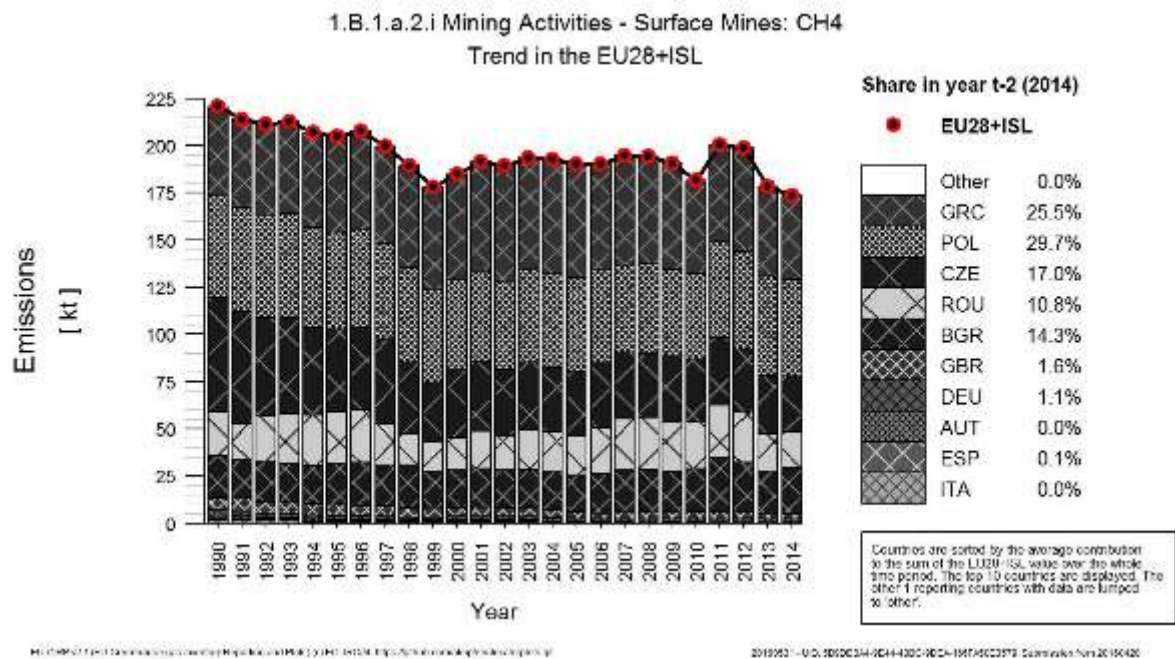 1.B.1.a.2.i Mining Activities - Surface Mines: CH4
Trend in the EU28+ISL
Emissions
[ kt ]
225
200
175
150
125
100
75
50
25
0
1990
1991
1992
1993
1994
1995
1996
1997
1998
1999
2000
2001
2002
2003
2004
2005
2006
2007
2008
2009
2010
2011
2012
2013
2014
Year
Share in year t-2 (2014)
EU28+ISL
Other 0.0%
GRC 25.5%
POL 29.7%
CZE 17.0%
ROU 10.8%
BGR 14.3%
GBR 1.6%
DEU 1.1%
AUT 0.0%
ESP 0.1%
ITA 0.0%
Countries are sorted by the average contribution
to the sum of the EU28+ISL value over the whole
time period. The top 10 countries are displayed. The
other 1 reporting countries with data are lumped
to 'other'.
Submission from